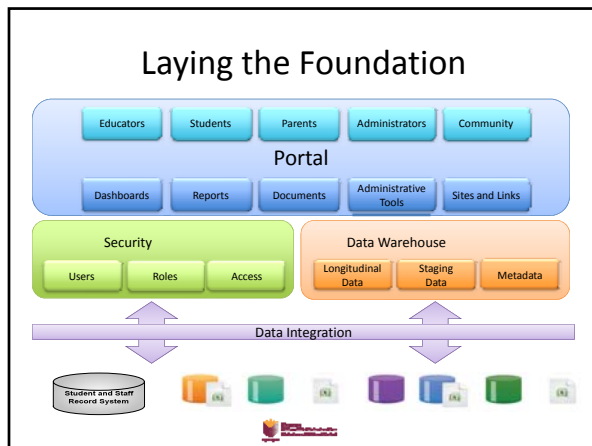 Laying the Foundation
Educators
Students
Parents
Administrators
Community
Portal
Dashboards
Reports
Documents
Administrative
Tools
Sites and Links
Security
Users
Roles
Access
Data Warehouse
Longitudinal
Data
Staging
Data
Metadata
Data Integration
Student and Staff
Record System